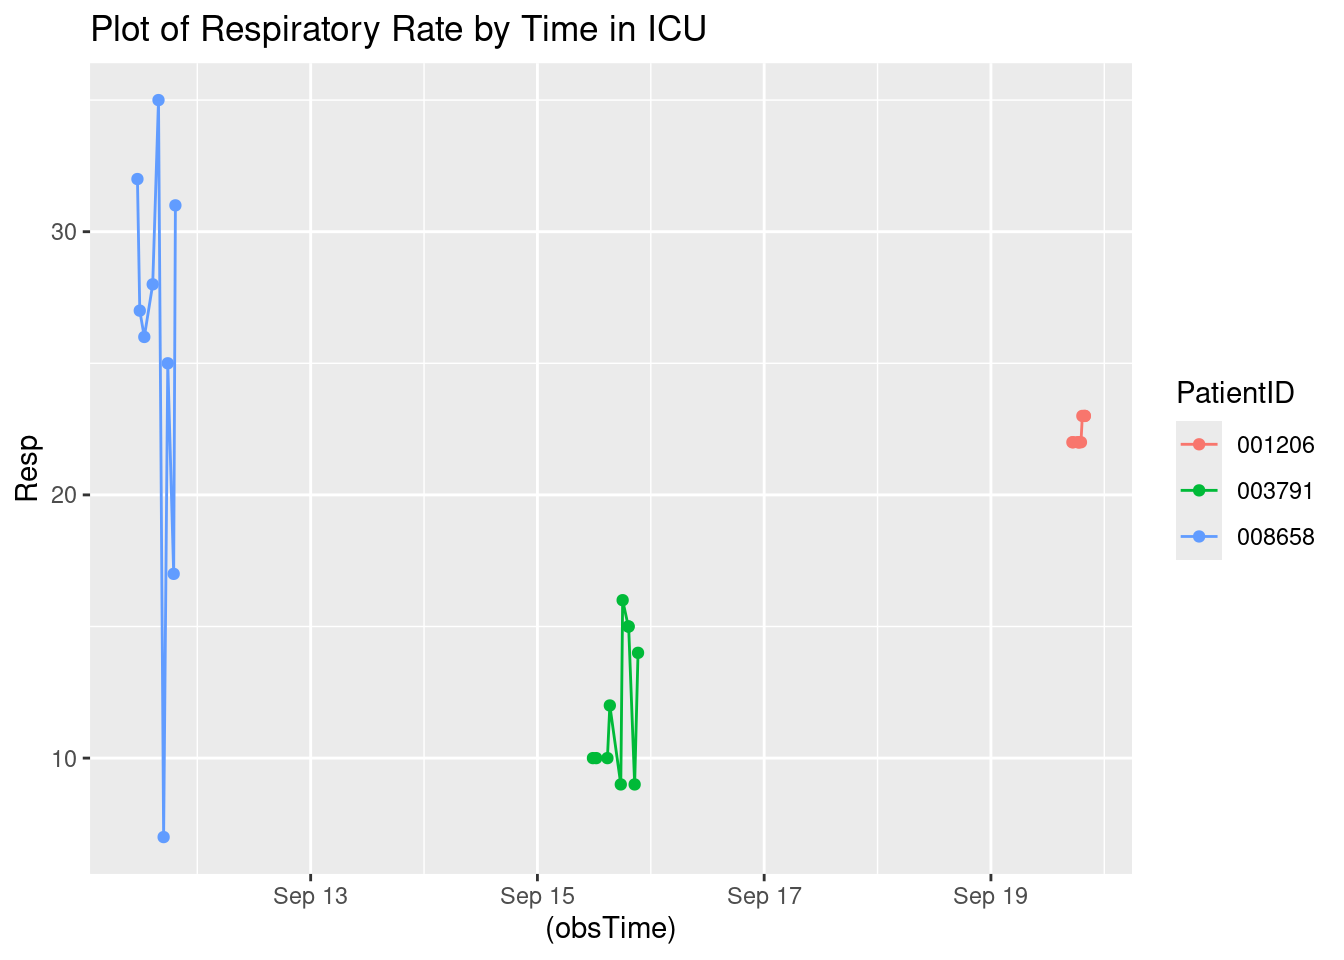 Plot of Respiratory Rate by Time in ICU
Resp
30
20
10
Sep 13
Sep 15
Sep 17
Sep 19
(obsTime)
PatientID
001206
003791
008658